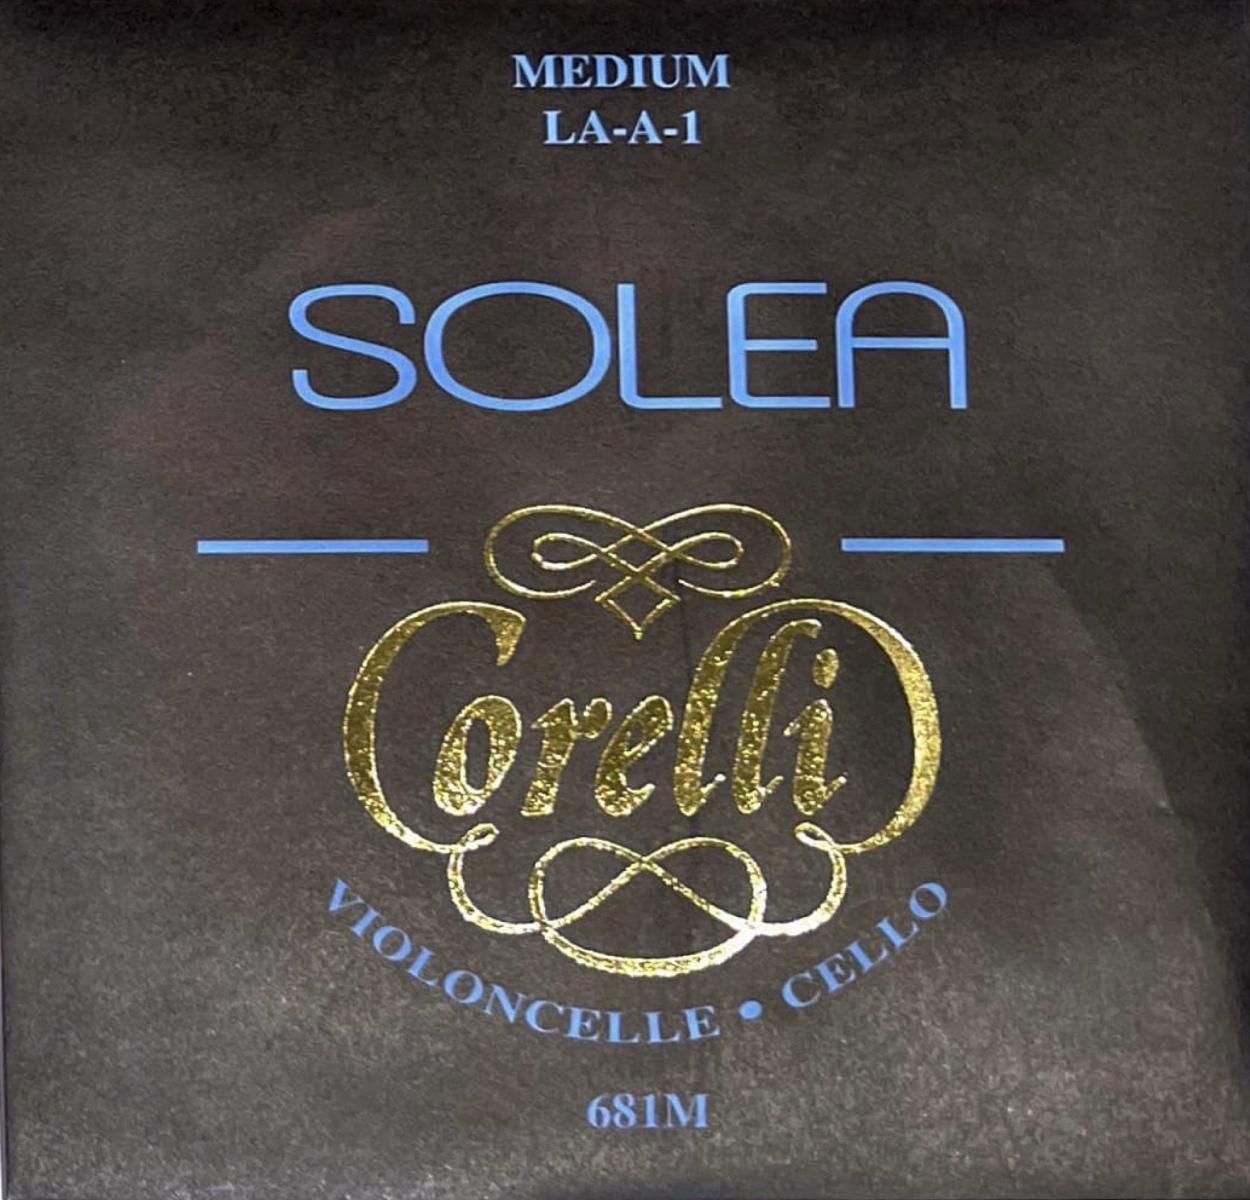 MEDIUM
LA-A-1
SOLEA
Corelli
VIOLONCELLE • CELLO
681M